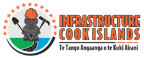 INFRASTRUCTURE
COOK ISLANDS
Te Tango Angaanga o te Kuki Airani